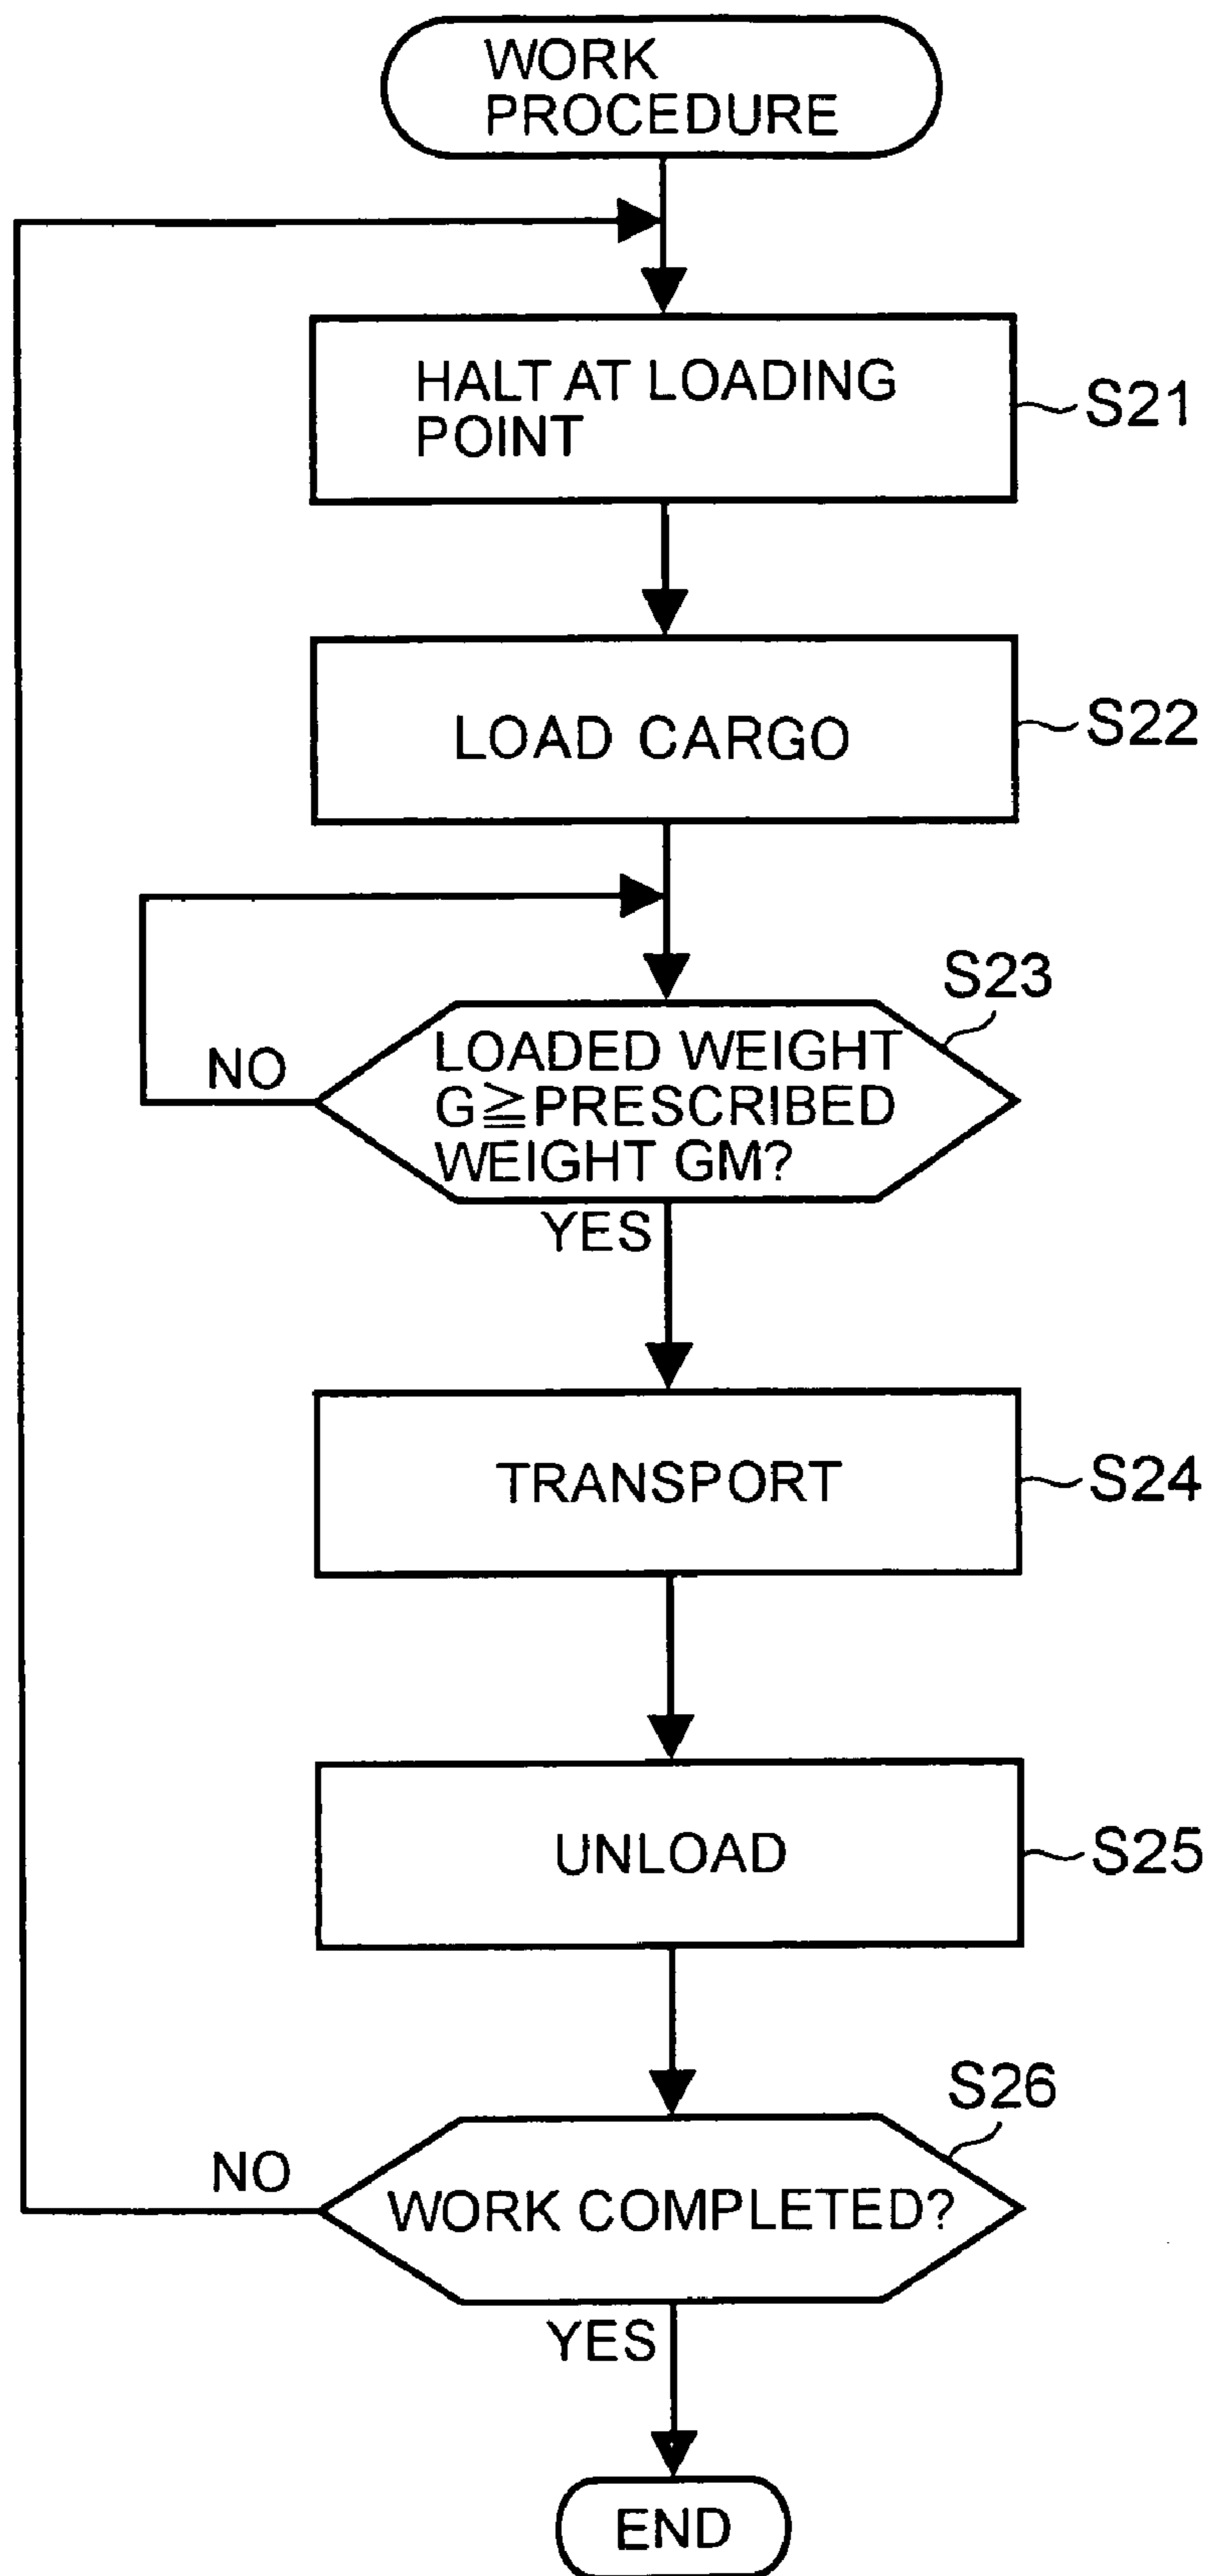 WORK
PROCEDURE
HALT AT LOADING
POINT
S21
LOAD CARGO
S22
S23
NO
LOADED WEIGHT
G≧PRESCRIBED
WEIGHT GM?
YES
TRANSPORT
S24
UNLOAD
S25
S26
NO
WORK COMPLETED?
YES
END